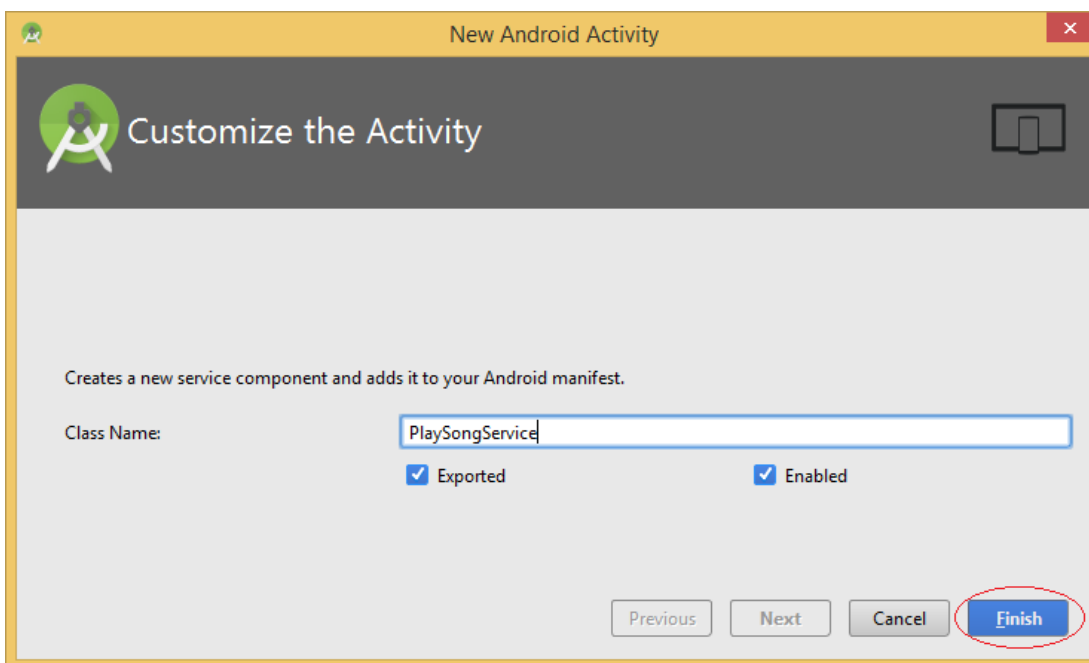 New Android Activity
Customize the Activity
Creates a new service component and adds it to your Android manifest.
Class Name: PlaySongService
Exported Enabled
Previous Next Cancel Finish